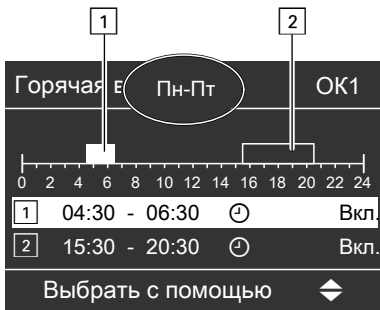 1 2
Горячая в Пн-Пт ОК1
0 2 4 6 8 10 12 14 16 18 20 22 24
1 04:30 - 06:30 Вкл.
2 15:30 - 20:30 Вкл.
Выбрать с помощью